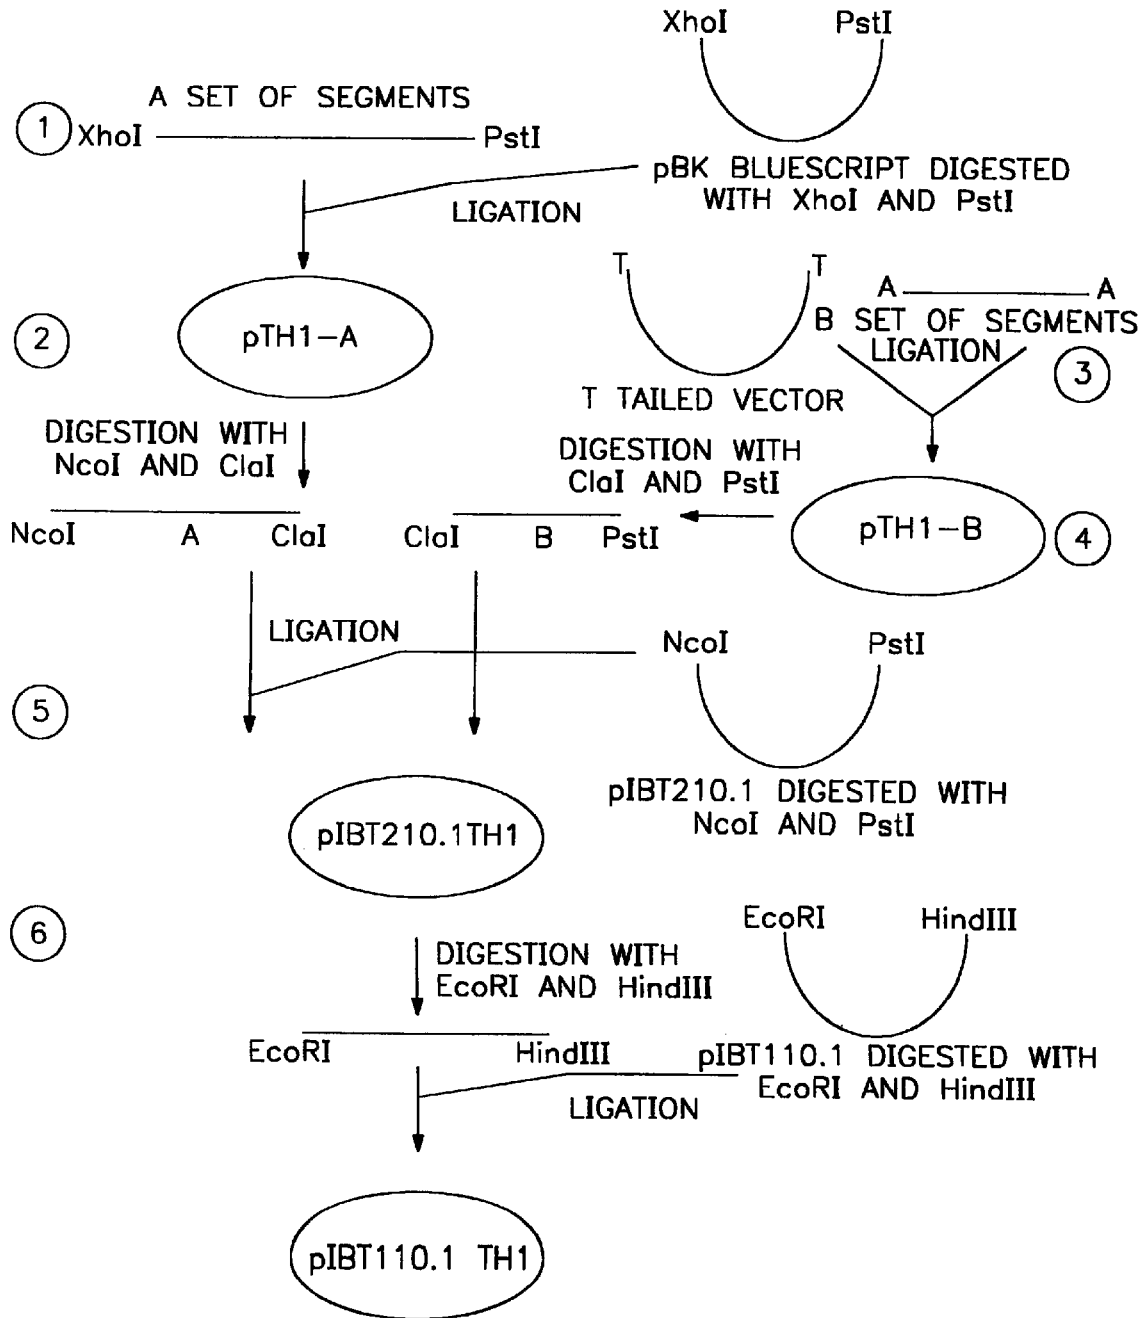 XhoI PstI
A SET OF SEGMENTS
1 XhoI PstI
pBK BLUESCRIPT DIGESTED
WITH XhoI AND PstI
LIGATION
T T
A A
B SET OF SEGMENTS
LIGATION
3
2
pTH1-A
T TAILED VECTOR
DIGESTION WITH
NcoI AND ClaI
DIGESTION WITH
ClaI AND PstI
pTH1-B
4
NcoI A ClaI
ClaI B PstI
LIGATION
NcoI PstI
5
pIBT210.1 DIGESTED WITH
NcoI AND PstI
pIBT210.1TH1
6
EcoRI HindIII
DIGESTION WITH
EcoRI AND HindIII
EcoRI HindIII
pIBT110.1 DIGESTED WITH
EcoRI AND HindIII
LIGATION
pIBT110.1 TH1